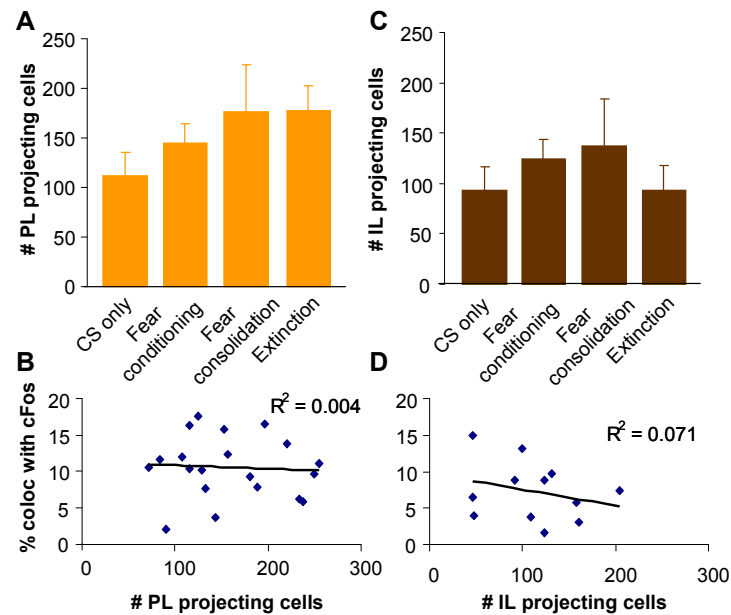 A
# PL projecting cells
250
200
150
100
50
0
CS only
Fear
conditioning
Fear
consolidation
Extinction
C
# IL projecting cells
250
200
150
100
50
0
CS only
Fear
conditioning
Fear
consolidation
Extinction
B
% coloc with cFos
20
15
10
5
0
R² = 0.004
0 100 200 300
# PL projecting cells
D
20
15
10
5
0
R² = 0.071
0 100 200 300
# IL projecting cells